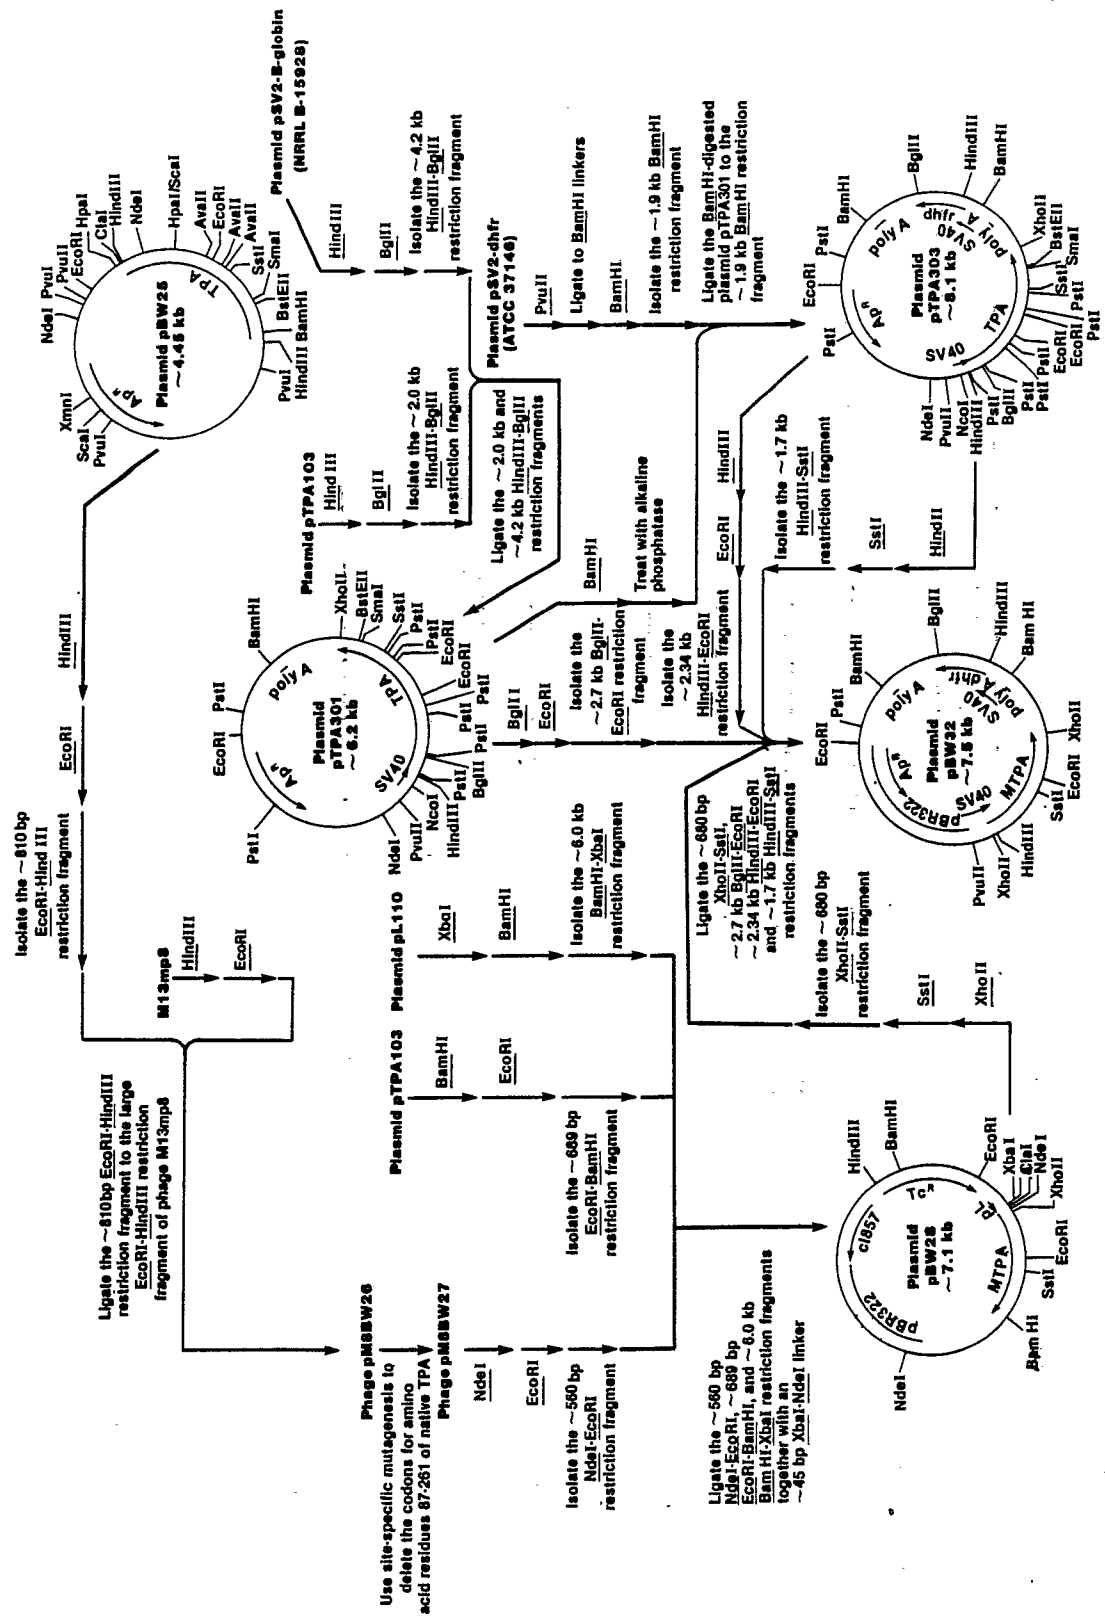 NdeI
PvuI
PvuII
EcoRI
HpaI
ClaI
HindIII
NdeI
HpaI/ScaI
AvaII
EcoRI
AvaII
AvaII
SstI
SmaI
BstEII
BamHI
HindIII
PvuI
PvuI
ScaI
XmnI
Plasmid pBW25
~4.45 kb
ApR
TPA
HindIII
EcoRI
Isolate the ~810 bp
EcoRI-Hind III
restriction fragment
M13mp8
HindIII
EcoRI
Ligate the ~810bp EcoRI-HindIII
restriction fragment to the large
EcoRI-HindIII restriction
fragment of phage M13mp8
Phage pM8BW26
Use site-specific mutagenesis to
delete the codons for amino
acid residues 87-261 of native TPA
Phage pM8BW27
NdeI
EcoRI
Isolate the ~560 bp
NdeI-EcoRI
restriction fragment
Plasmid pTPA103
BamHI
EcoRI
Isolate the ~689 bp
EcoRI-BamHI
restriction fragment
Plasmid pL110
XbaI
BamHI
Isolate the ~6.0 kb
BamHI-XbaI
restriction fragment
Ligate the ~560 bp
NdeI-EcoRI, ~689 bp
EcoRI-BamHI, and ~6.0 kb
Bam HI-XbaI restriction fragments
together with an
~45 bp XbaI-NdeI linker
HindIII
BamHI
EcoRI
XbaI
ClaI
NdeI
XhoII
EcoRI
SstI
Bam HI
NdeI
Plasmid
pBW28
~7.1 kb
cI857
TcR
pL
MTPA
pBR322
XhoII
SstI
Isolate the ~680 bp
XhoII-SstI
restriction fragment
Plasmid pSV2-B-globin
(NRRL B-15928)
HindIII
BglII
Isolate the ~4.2 kb
HindIII-BglII
restriction fragment
Plasmid pTPA103
Hind III
BglII
Isolate the ~2.0 kb
HindIII-BglII
restriction fragment
Ligate the ~2.0 kb and
~4.2 kb HindIII-BglII
restriction fragments
EcoRI
PstI
BamHI
XhoII
BstEII
SmaI
SstI
PstI
PstI
EcoRI
EcoRI
PstI
PstI
PstI
BglII
PstI
HindIII
NcoI
PvuII
NdeI
PstI
Plasmid
pTPA301
~6.2 kb
ApR
poly A
TPA
SV40
BamHI
Treat with alkaline
phosphatase
Plasmid pSV2-dhfr
(ATCC 37146)
PvuII
Ligate to BamHI linkers
BamHI
Isolate the ~1.9 kb BamHI
restriction fragment
Ligate the BamHI-digested
plasmid pTPA301 to the
~1.9 kb BamHI restriction
fragment
PstI
EcoRI
PstI
BamHI
BglII
HindIII
BamHI
XhoII
BstEII
SmaI
SstI
PstI
PstI
EcoRI
EcoRI
PstI
PstI
PstI
BglII
PstI
HindIII
NcoI
PvuII
NdeI
Plasmid
pTPA303
~8.1 kb
ApR
poly A
dhfr
SV40
poly A
TPA
SV40
HindIII
EcoRI
Isolate the
~2.34 kb
HindIII-EcoRI
restriction fragment
HindII
SstI
Isolate the ~1.7 kb
HindIII-SstI
restriction fragment
BglII
EcoRI
Isolate the
~2.7 kb BglII-
EcoRI restriction
fragment
Ligate the ~680 bp
XhoII-SstI,
~2.7 kb BglII-EcoRI
~2.34 kb HindIII-EcoRI
and ~1.7 kb HindIII-SstI
restriction fragments
EcoRI
PstI
BamHI
BglII
HindIII
Bam HI
XhoII
EcoRI
SstI
HindIII
XhoII
PvuII
Plasmid
pBW32
~7.5 kb
ApR
pBR322
SV40
MTPA
poly A
dhfr
SV40
poly A